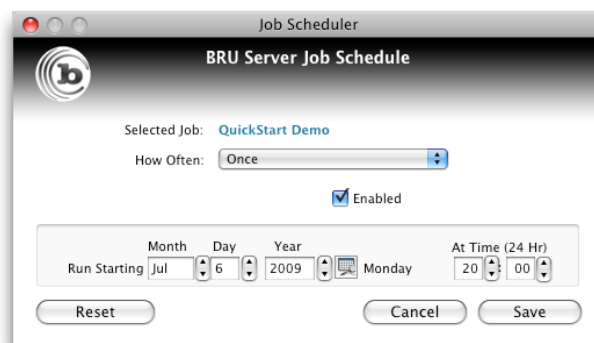 Job Scheduler
b
BRU Server Job Schedule
Selected Job: QuickStart Demo
How Often: Once
Enabled
Month Day Year At Time (24 Hr)
Run Starting Jul 6 2009 Monday 20 : 00
Reset Cancel Save